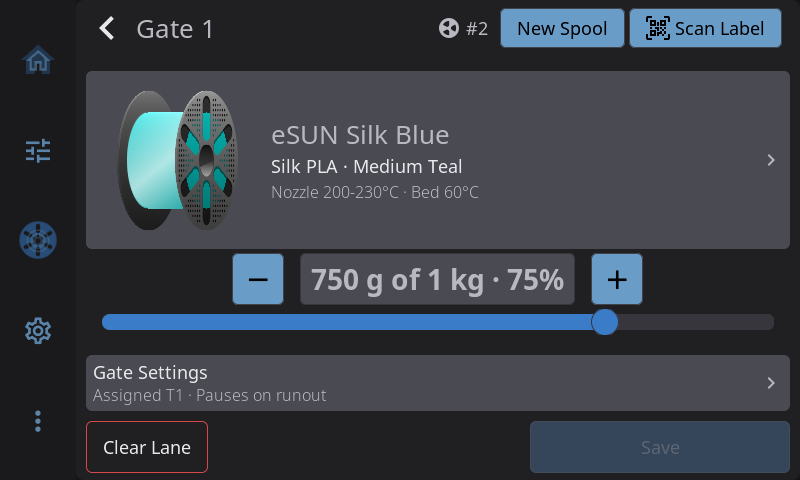 Gate 1
#2
New Spool
Scan Label
eSUN Silk Blue
Silk PLA · Medium Teal
Nozzle 200-230°C · Bed 60°C
− 750 g of 1 kg · 75% +
Gate Settings
Assigned T1 · Pauses on runout
Clear Lane
Save